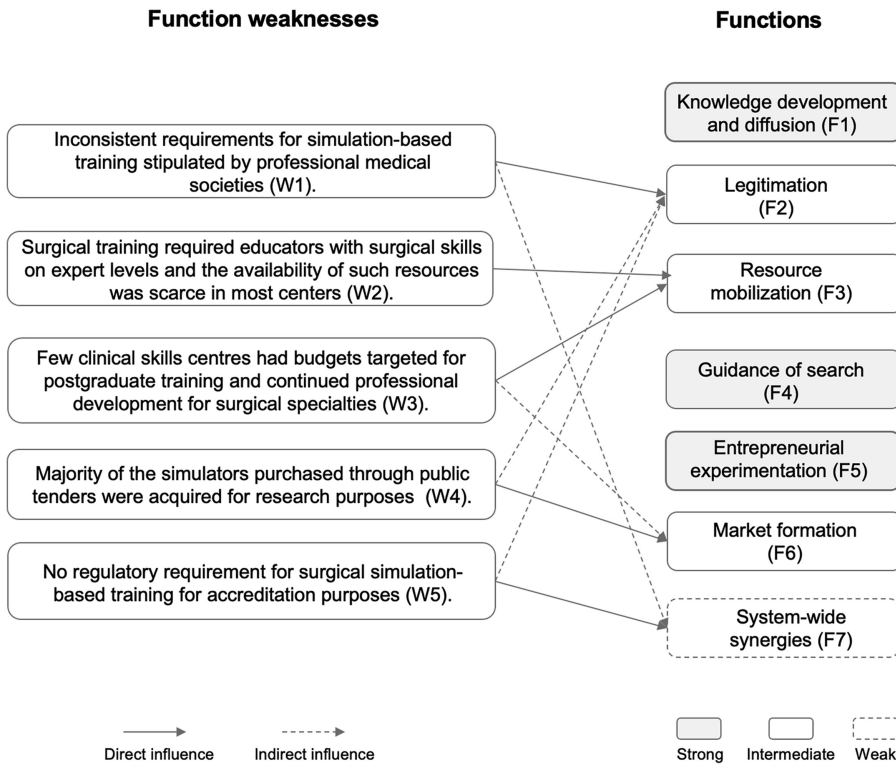 Function weaknesses
Functions
Inconsistent requirements for simulation-based
training stipulated by professional medical
societies (W1).
Surgical training required educators with surgical skills
on expert levels and the availability of such resources
was scarce in most centers (W2).
Few clinical skills centres had budgets targeted for
postgraduate training and continued professional
development for surgical specialties (W3).
Majority of the simulators purchased through public
tenders were acquired for research purposes (W4).
No regulatory requirement for surgical simulation-
based training for accreditation purposes (W5).
Knowledge development
and diffusion (F1)
Legitimation
(F2)
Resource
mobilization (F3)
Guidance of search
(F4)
Entrepreneurial
experimentation (F5)
Market formation
(F6)
System-wide
synergies (F7)
Direct influence
Indirect influence
Strong
Intermediate
Weak